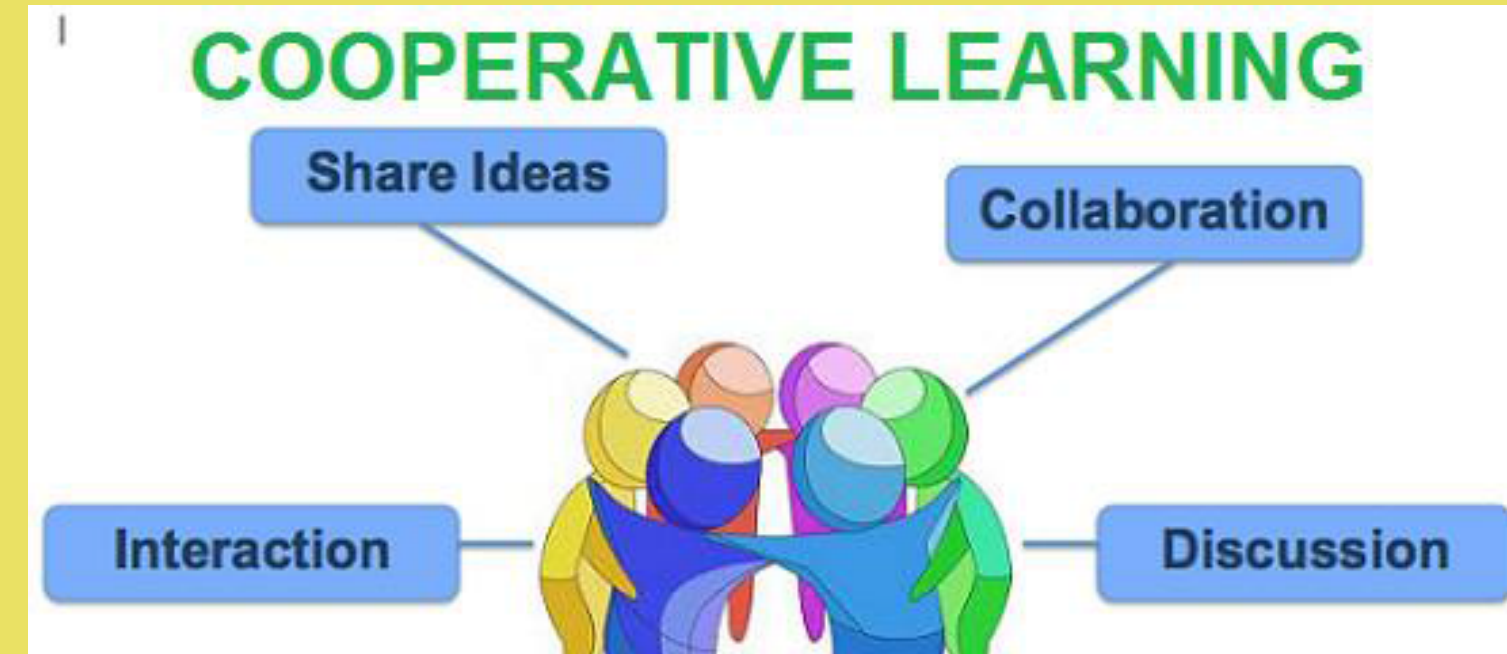 COOPERATIVE LEARNING
Share Ideas
Collaboration
Interaction
Discussion